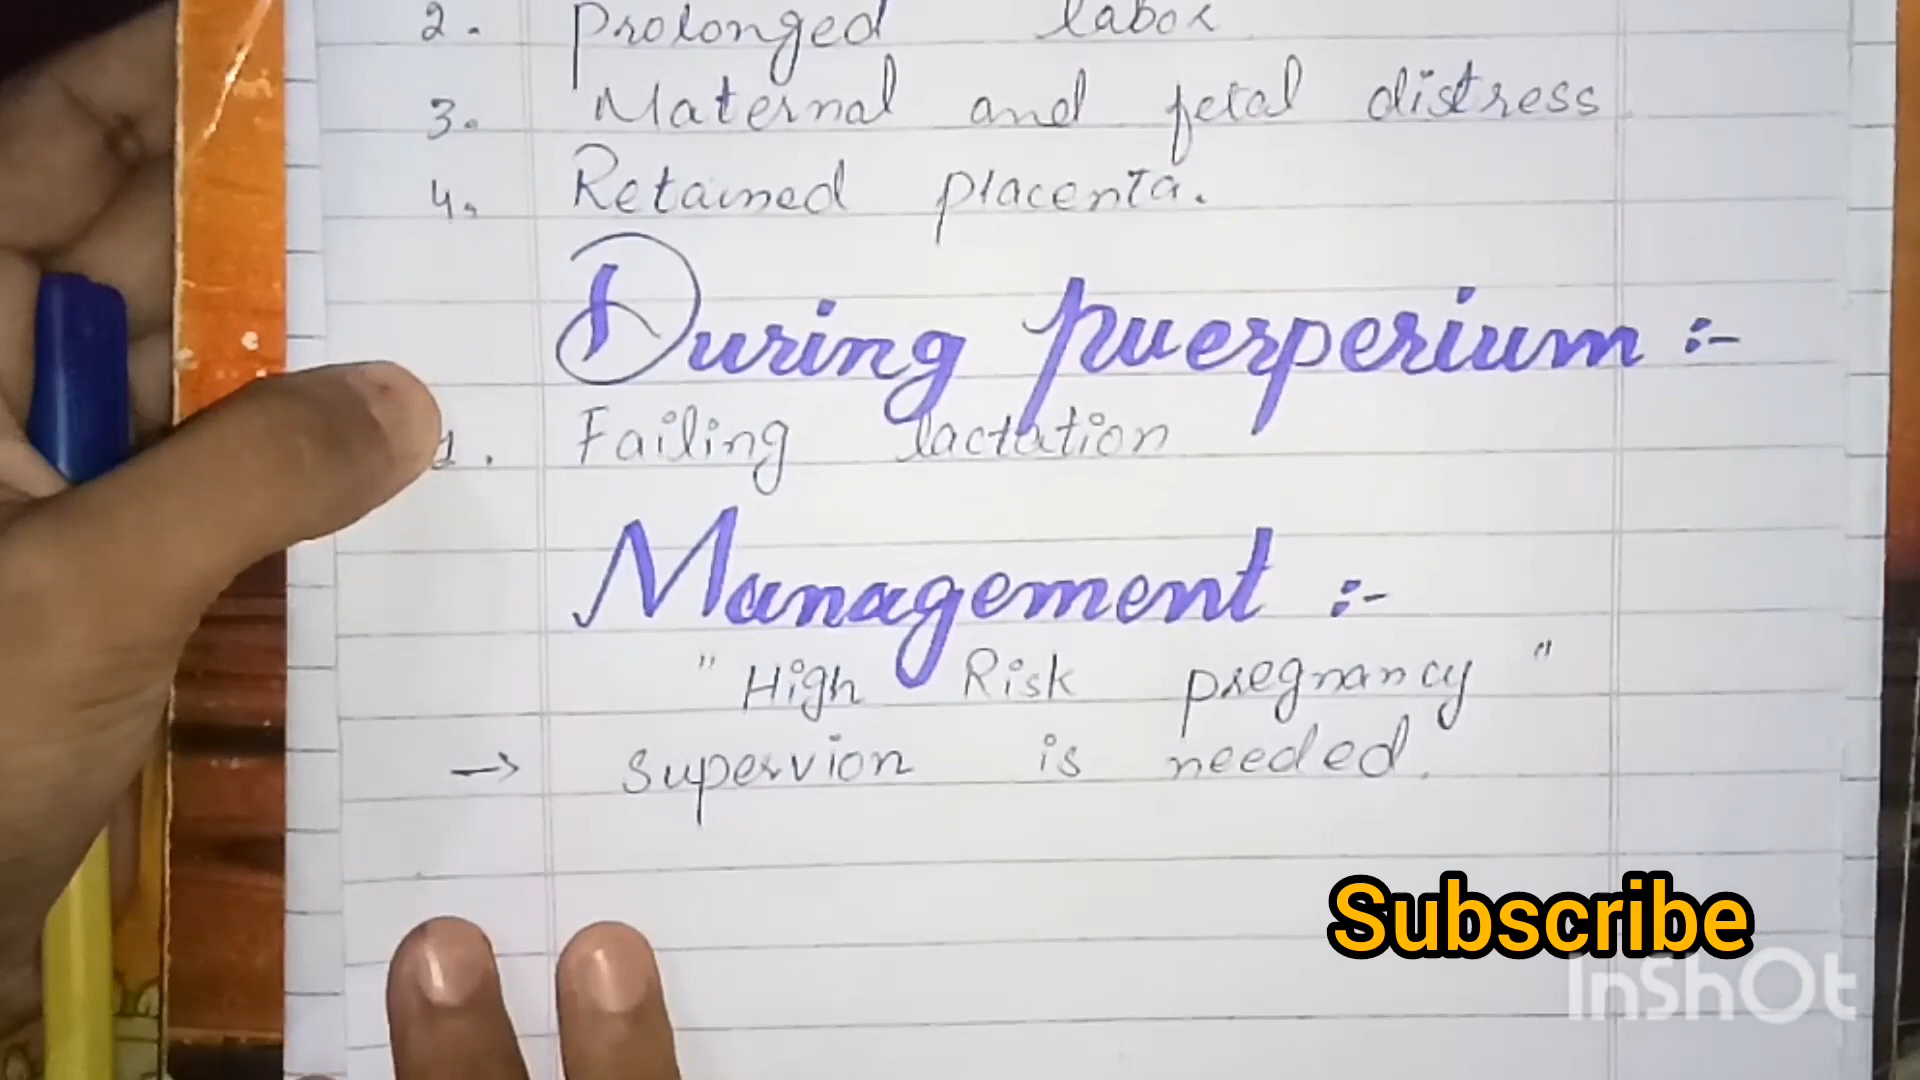 2. Prolonged labor
3. Maternal and fetal distress
4. Retained placenta.
During puerperium :-
1. Failing lactation
Management :-
"High Risk pregnancy"
→ supervion is needed.
Subscribe
InShOt